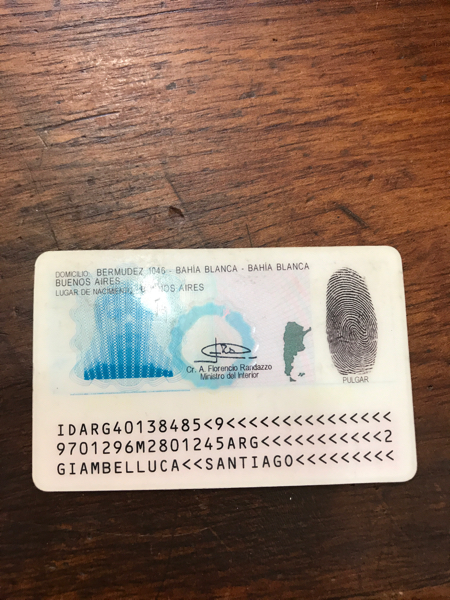 DOMICILIO: BERMUDEZ 1045 - BAHÍA BLANCA - BAHÍA BLANCA
BUENOS AIRES
LUGAR DE NACIMIENTO: AIRES
Cr. A. Florencio Randazzo
Ministro del Interior
PULGAR
IDARG40138485<9<<<<<<<<<<<<<<<
9701296M2801245ARG<<<<<<<<<<<2
GIAMBELLUCA<<SANTIAGO<<<<<<<<<